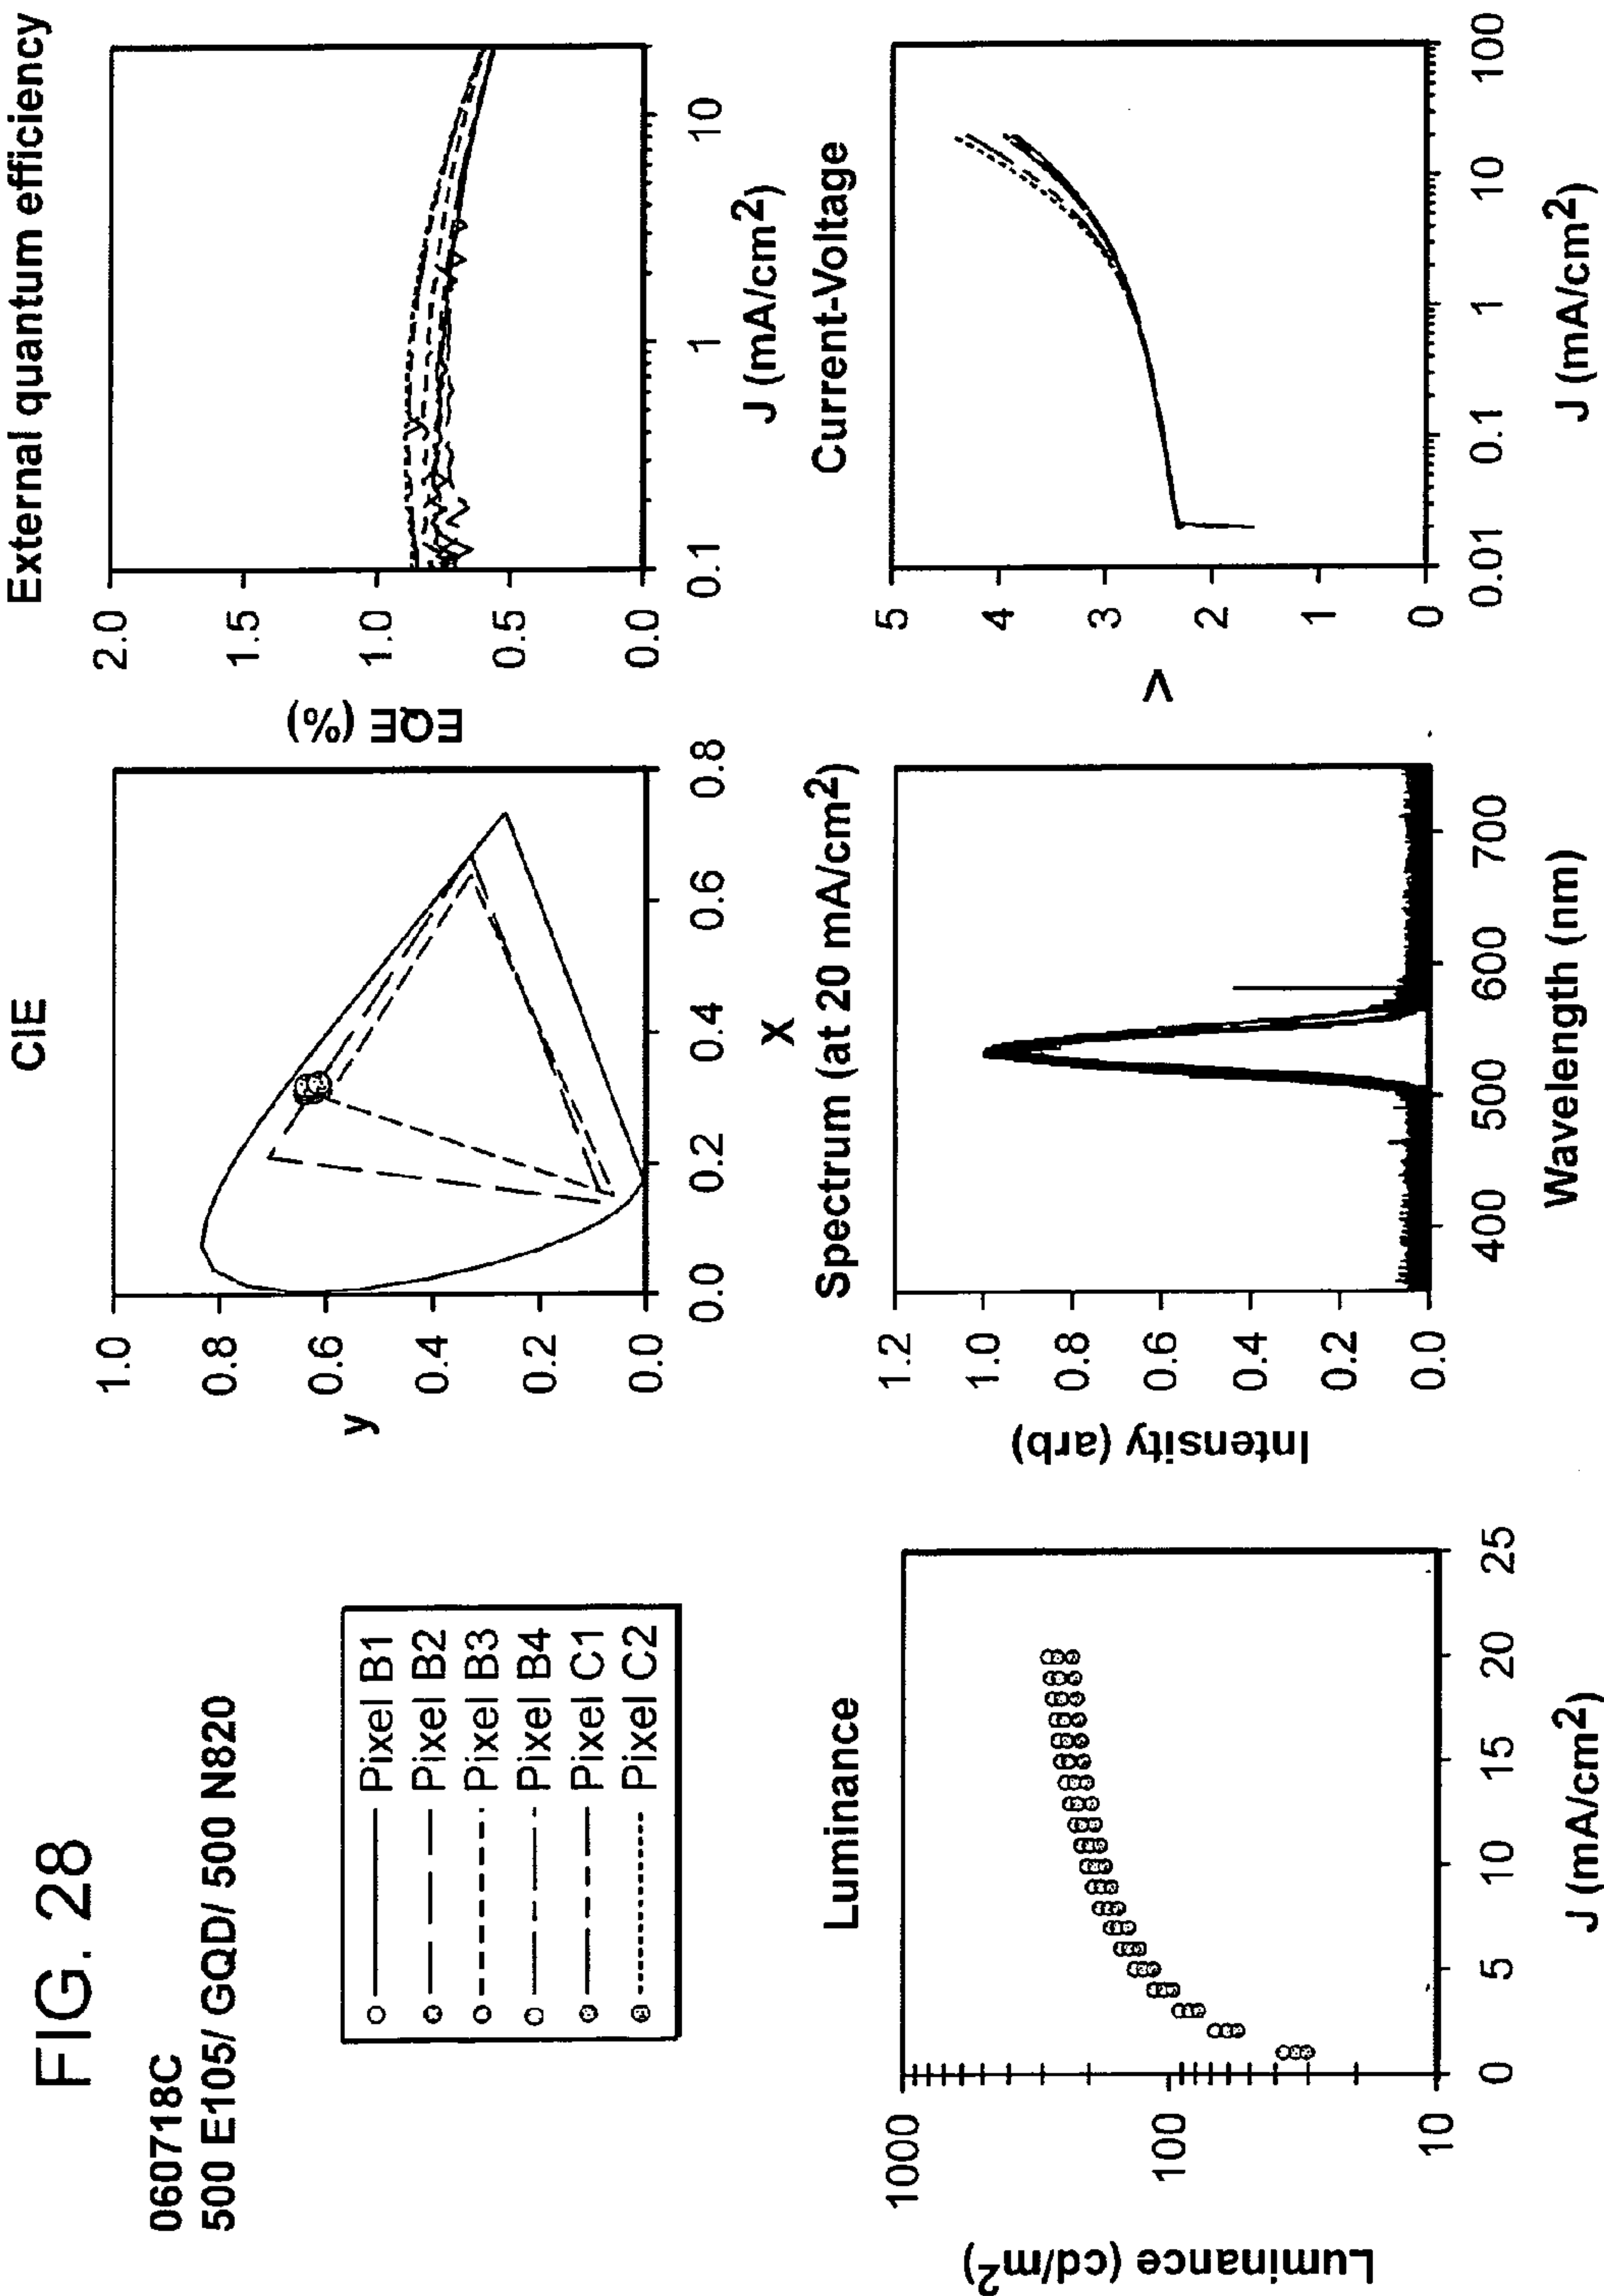 FIG. 28
060718C
500 E105/ GQD/ 500 N820
Pixel B1
Pixel B2
Pixel B3
Pixel B4
Pixel C1
Pixel C2
CIE
1.0
0.8
0.6
0.4
0.2
0.0
y
0.0
0.2
0.4
0.6
0.8
X
External quantum efficiency
2.0
1.5
1.0
0.5
0.0
EQE (%)
0.1
1
10
J (mA/cm²)
Luminance
1000
100
10
Luminance (cd/m²)
0
5
10
15
20
25
J (mA/cm²)
Spectrum (at 20 mA/cm²)
1.2
1.0
0.8
0.6
0.4
0.2
0.0
Intensity (arb)
400
500
600
700
Wavelength (nm)
Current-Voltage
5
4
3
2
1
0
V
0.01
0.1
1
10
100
J (mA/cm²)